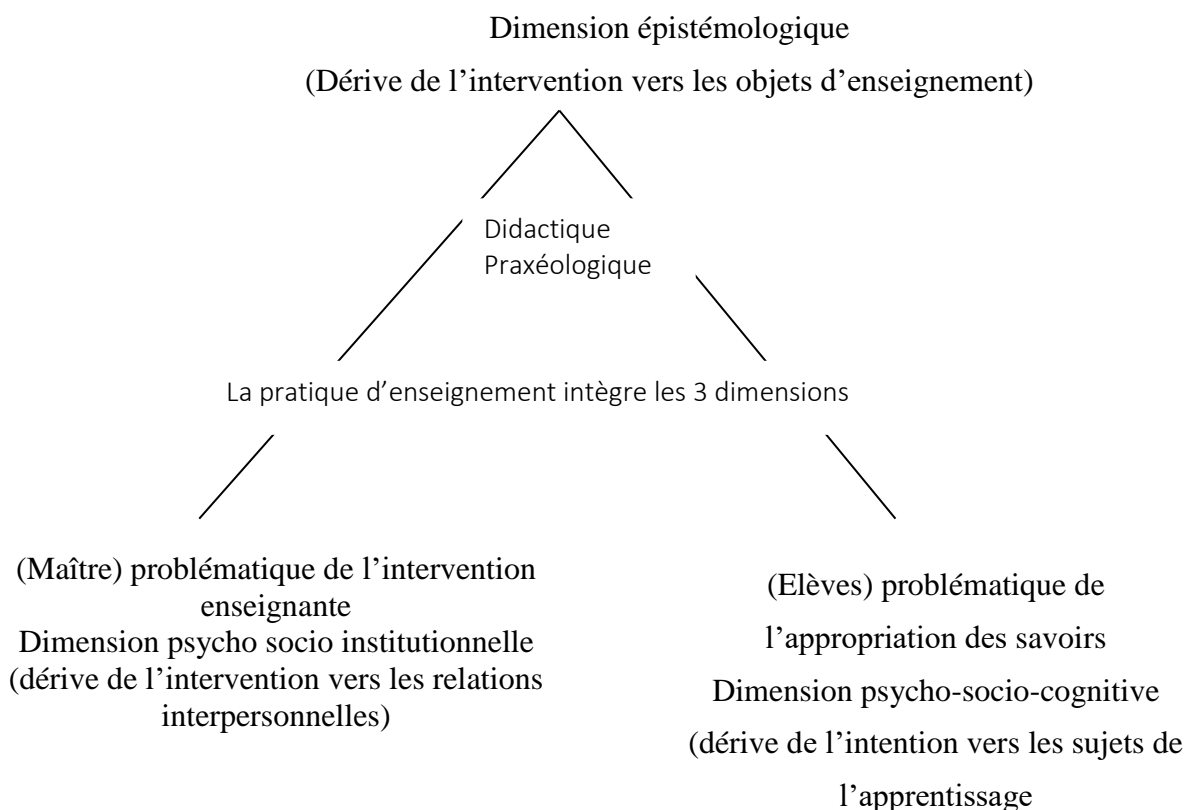 Dimension épistémologique
(Dérive de l’intervention vers les objets d’enseignement)
Didactique
Praxéologique
La pratique d’enseignement intègre les 3 dimensions
(Maître) problématique de l’intervention
enseignante
Dimension psycho socio institutionnelle
(dérive de l’intervention vers les relations
interpersonnelles)
(Elèves) problématique de
l’appropriation des savoirs
Dimension psycho-socio-cognitive
(dérive de l’intention vers les sujets de
l’apprentissage